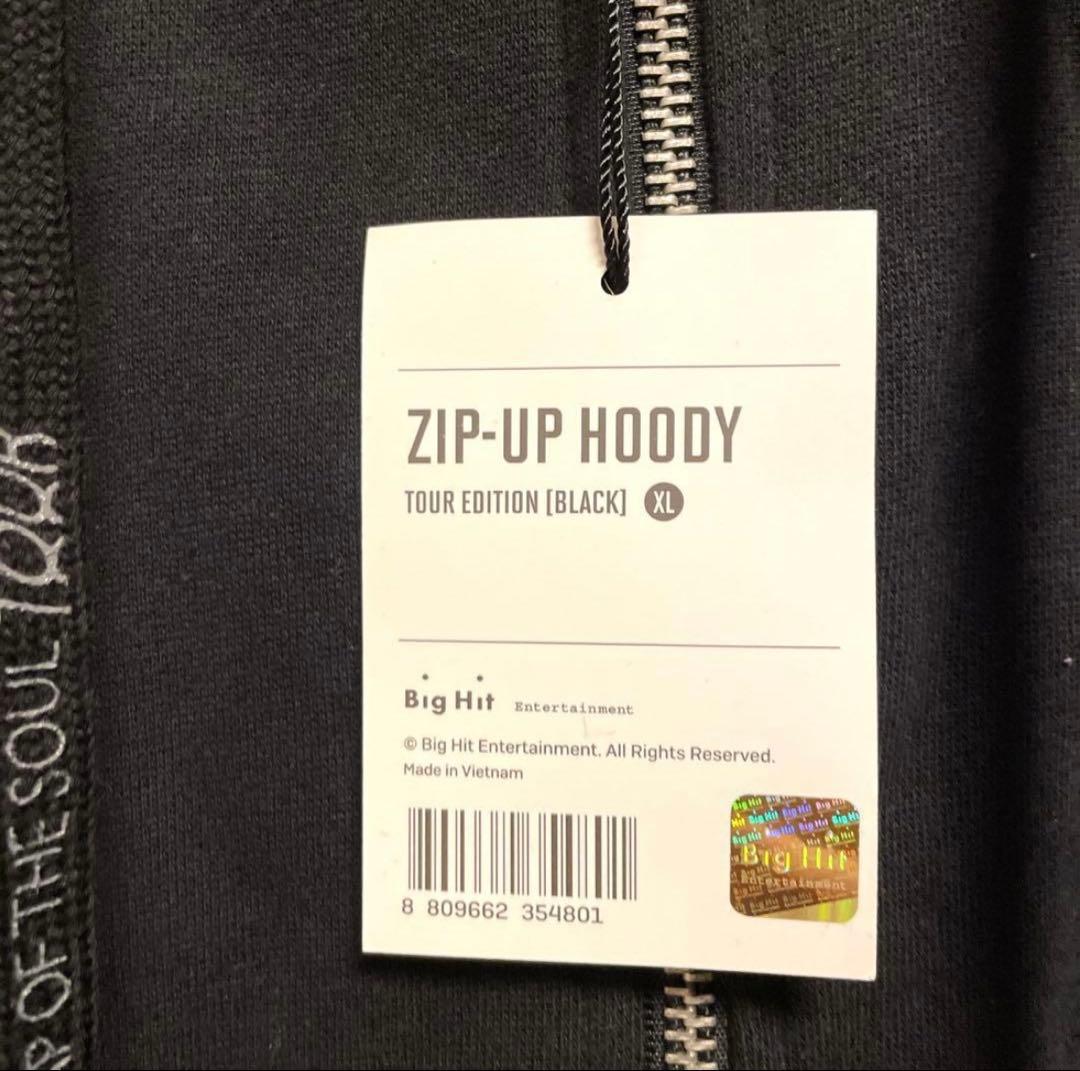 ZIP-UP HOODY
TOUR EDITION [BLACK] XL
Big Hit Entertainment
© Big Hit Entertainment. All Rights Reserved.
Made in Vietnam
8 809662 354801
Big Hit
Entertainment
P OF THE SOUL TOUR